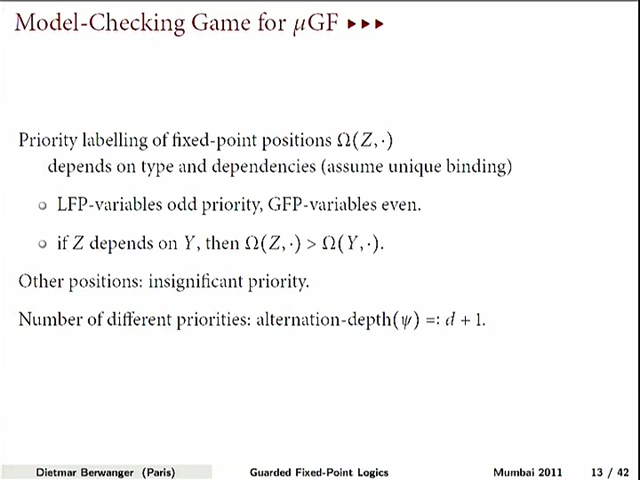 Model-Checking Game for μGF ▸▸▸
Priority labelling of fixed-point positions Ω(Z, ·)
depends on type and dependencies (assume unique binding)
LFP-variables odd priority, GFP-variables even.
if Z depends on Y, then Ω(Z, ·) > Ω(Y, ·).
Other positions: insignificant priority.
Number of different priorities: alternation-depth(ψ) =: d + 1.
Dietmar Berwanger (Paris) Guarded Fixed-Point Logics Mumbai 2011 13 / 42